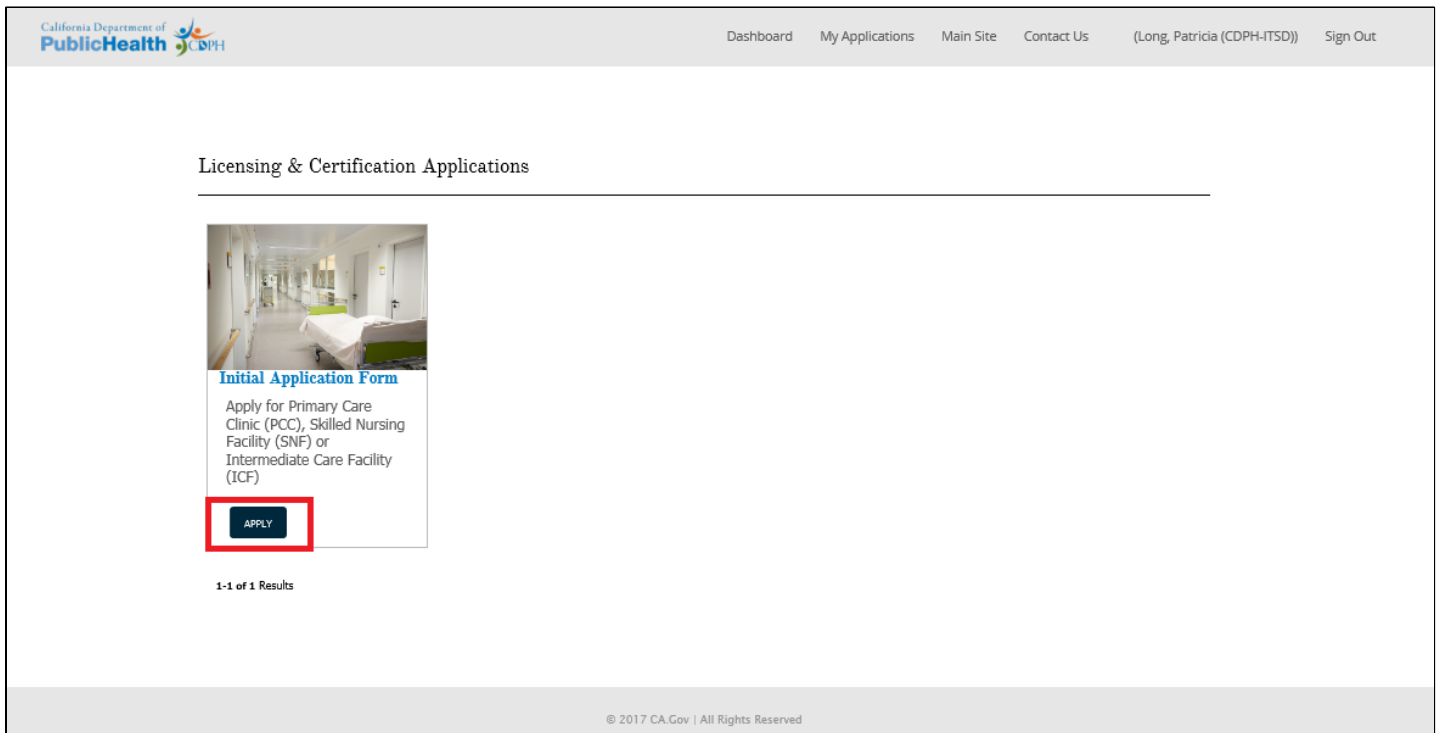 California Department of
PublicHealth CDPH
Dashboard My Applications Main Site Contact Us (Long, Patricia (CDPH-ITSD)) Sign Out
Licensing & Certification Applications
Initial Application Form
Apply for Primary Care
Clinic (PCC), Skilled Nursing
Facility (SNF) or
Intermediate Care Facility
(ICF)
APPLY
1-1 of 1 Results
© 2017 CA.Gov | All Rights Reserved